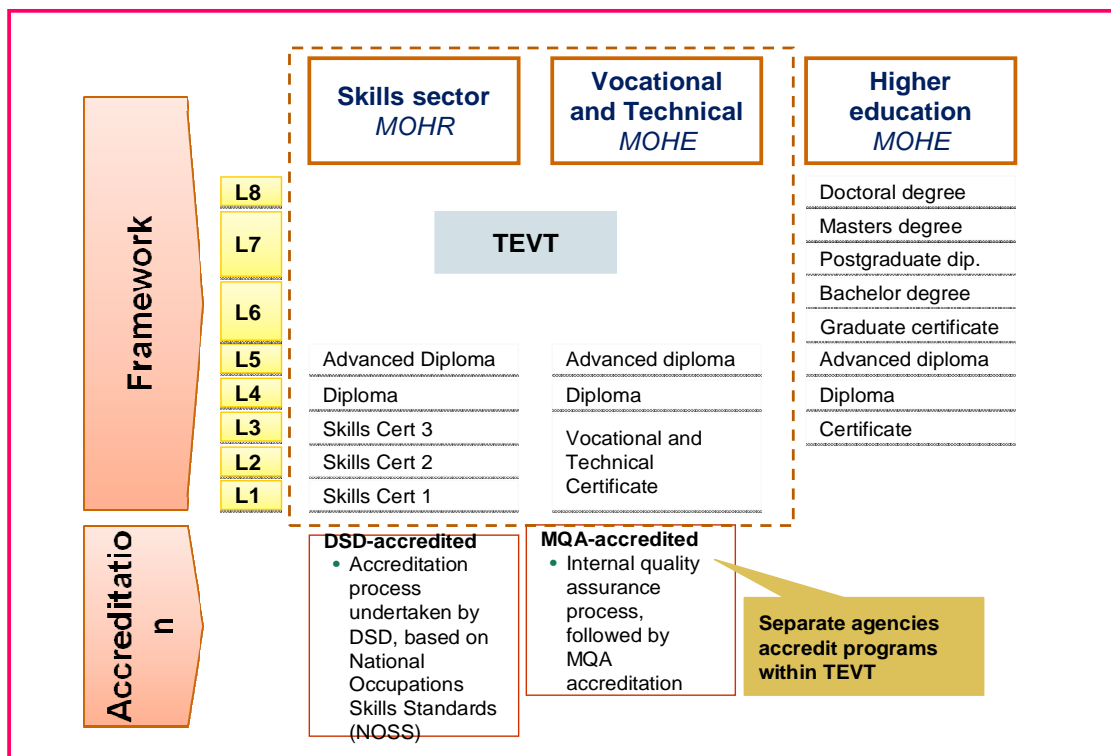 Skills sector
MOHR
Vocational
and Technical
MOHE
Higher
education
MOHE
Framework
L8
L7
L6
L5
L4
L3
L2
L1
TEVT
Doctoral degree
Masters degree
Postgraduate dip.
Bachelor degree
Graduate certificate
Advanced Diploma
Advanced diploma
Advanced diploma
Diploma
Diploma
Diploma
Skills Cert 3
Skills Cert 2
Skills Cert 1
Vocational and
Technical
Certificate
Certificate
Accreditatio
n
DSD-accredited
• Accreditation
process
undertaken by
DSD, based on
National
Occupations
Skills Standards
(NOSS)
MQA-accredited
• Internal quality
assurance
process,
followed by
MQA
accreditation
Separate agencies
accredit programs
within TEVT